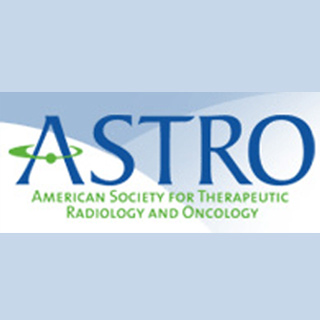 ASTRO
AMERICAN SOCIETY FOR THERAPEUTIC
RADIOLOGY AND ONCOLOGY